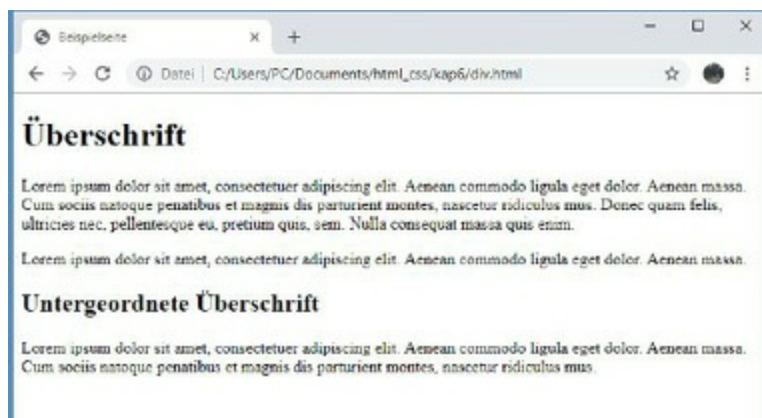 Beispielseite
Datei | C:/Users/PC/Documents/html_css/kap6/div.html
Überschrift
Lorem ipsum dolor sit amet, consectetuer adipiscing elit. Aenean commodo ligula eget dolor. Aenean massa.
Cum sociis natoque penatibus et magnis dis parturient montes, nascetur ridiculus mus. Donec quam felis,
ultricies nec, pellentesque eu, pretium quis, sem. Nulla consequat massa quis enim.
Lorem ipsum dolor sit amet, consectetuer adipiscing elit. Aenean commodo ligula eget dolor. Aenean massa.
Untergeordnete Überschrift
Lorem ipsum dolor sit amet, consectetuer adipiscing elit. Aenean commodo ligula eget dolor. Aenean massa.
Cum sociis natoque penatibus et magnis dis parturient montes, nascetur ridiculus mus.